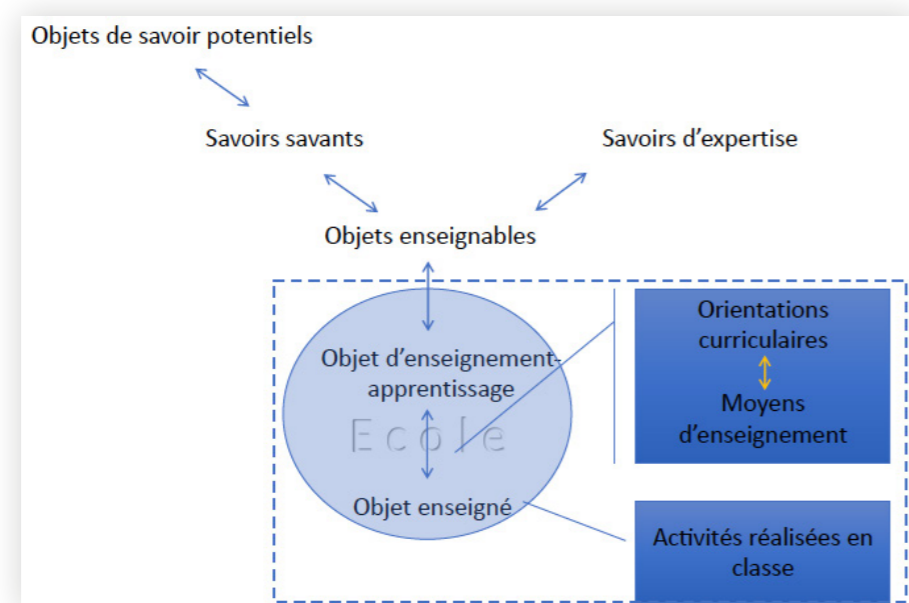 Objets de savoir potentiels
Savoirs savants
Savoirs d'expertise
Objets enseignables
Objet d'enseignement-
apprentissage
Ecole
Objet enseigné
Orientations
curriculaires
Moyens
d'enseignement
Activités réalisées en
classe